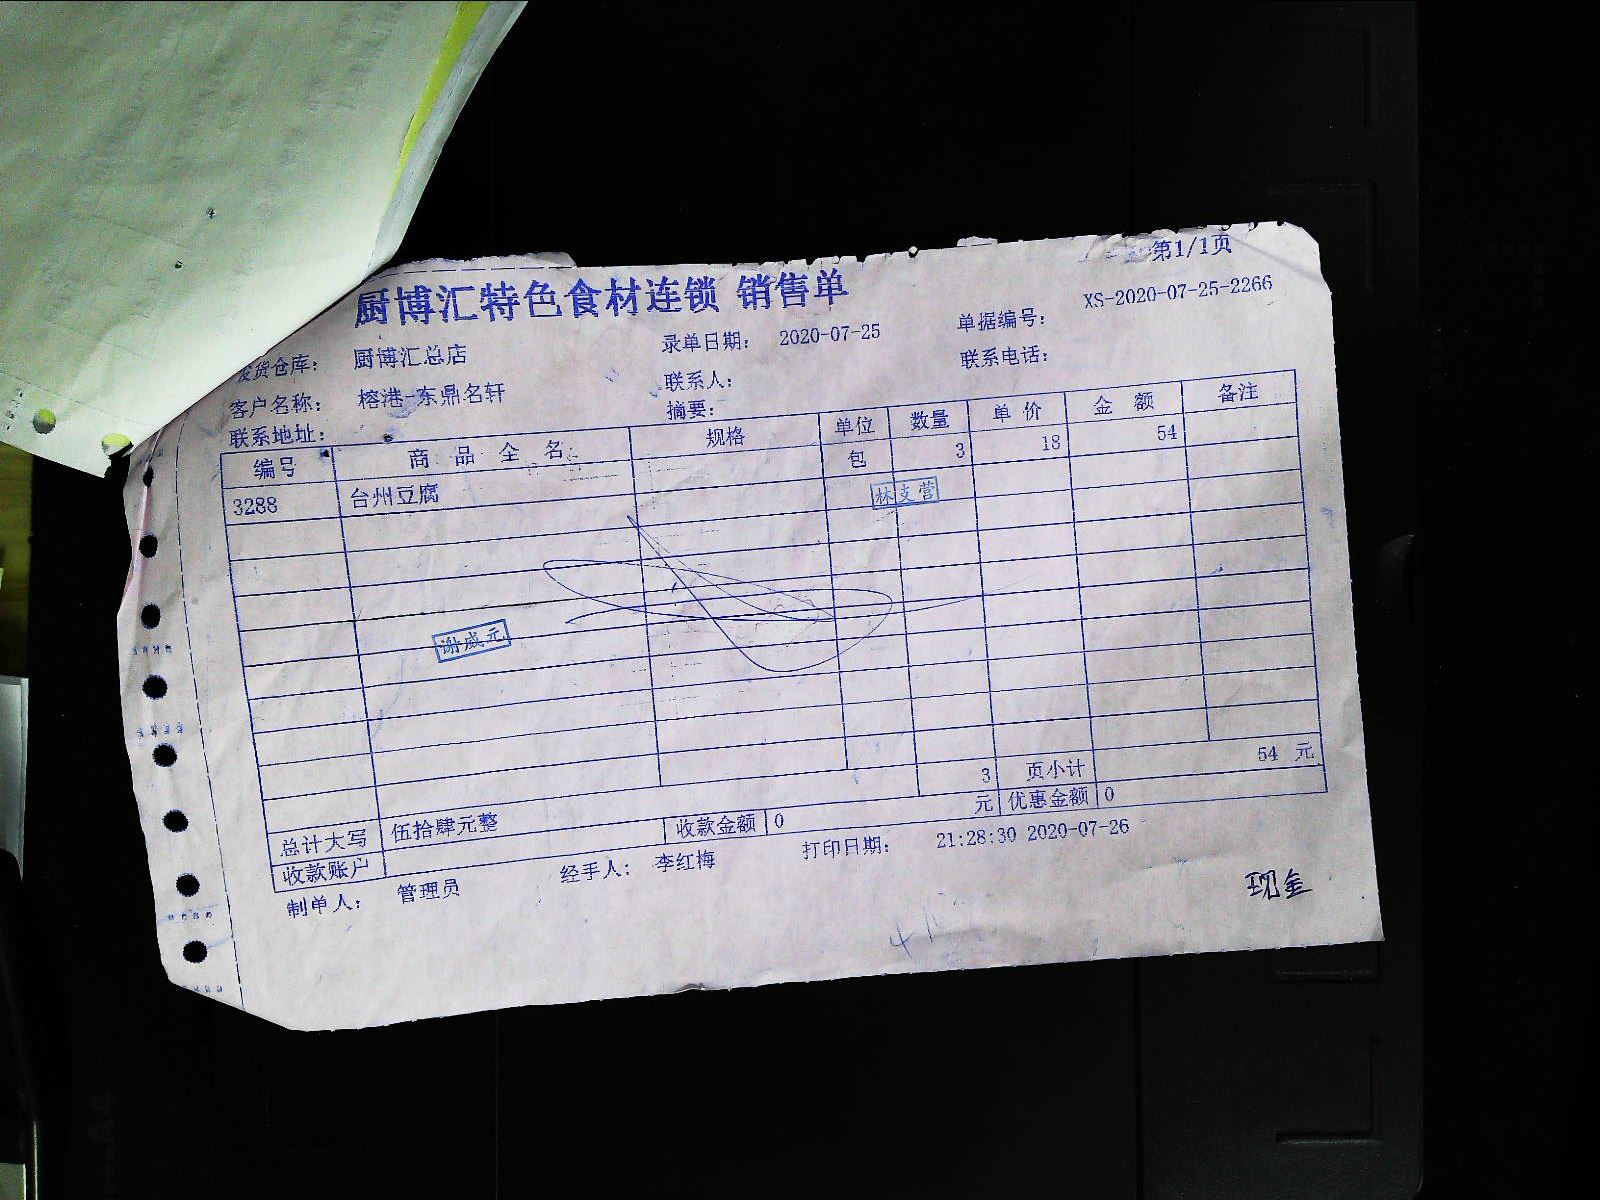 第1/1页
厨博汇特色食材连锁 销售单
发货仓库： 厨博汇总店 录单日期： 2020-07-25 单据编号： XS-2020-07-25-2266
客户名称： 榕港-东鼎名轩 联系人： 联系电话：
联系地址： 摘要：
编号 商 品 全 名 规格 单位 数量 单 价 金 额 备注
3288 台州豆腐 包 3 18 54
林支营
谢成元
3 页小计 54 元
总计大写 伍拾肆元整 收款金额 0 元 优惠金额 0
收款账户
制单人： 管理员 经手人： 李红梅 打印日期： 21:28:30 2020-07-26
现金